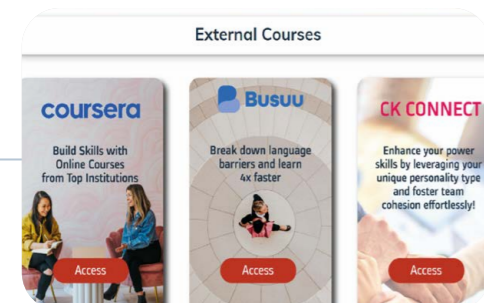 External Courses
coursera
Build Skills with
Online Courses
from Top Institutions
Access
Busuu
Break down language
barriers and learn
4x faster
Access
CK CONNECT
Enhance your power
skills by leveraging your
unique personality type
and foster team
cohesion effortlessly!
Access